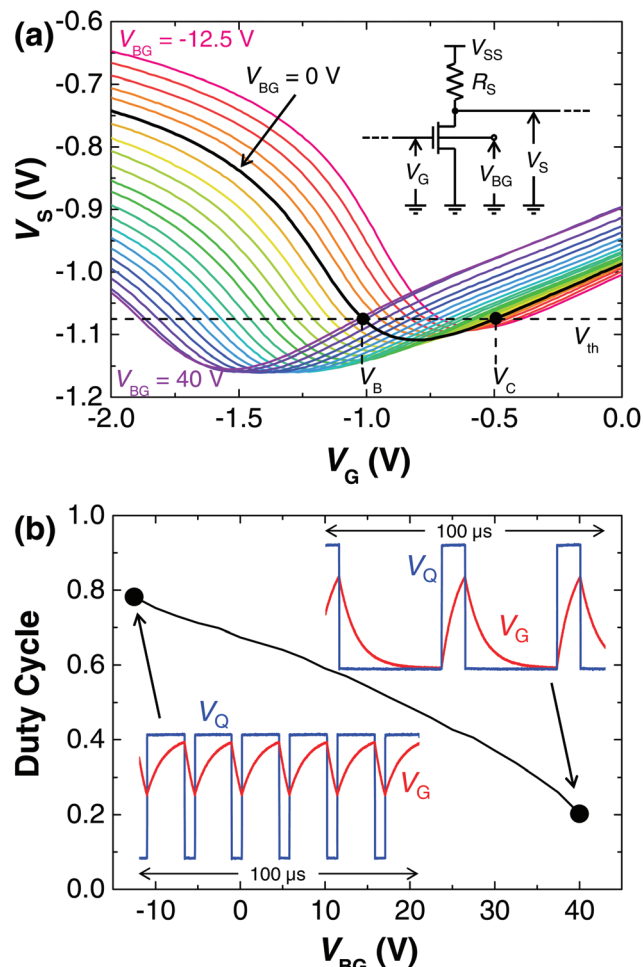 (a)
V_BG = -12.5 V
V_BG = 0 V
V_SS
R_S
V_G
V_BG
V_S
V_th
V_B
V_C
V_BG = 40 V
V_S (V)
-0.5
-0.6
-0.7
-0.8
-0.9
-1.0
-1.1
-1.2
-2.0 -1.5 -1.0 -0.5 0.0
V_G (V)
(b)
Duty Cycle
1.0
0.8
0.6
0.4
0.2
0.0
100 µs
V_Q
V_G
V_Q
V_G
100 µs
-10 0 10 20 30 40
V_BG (V)